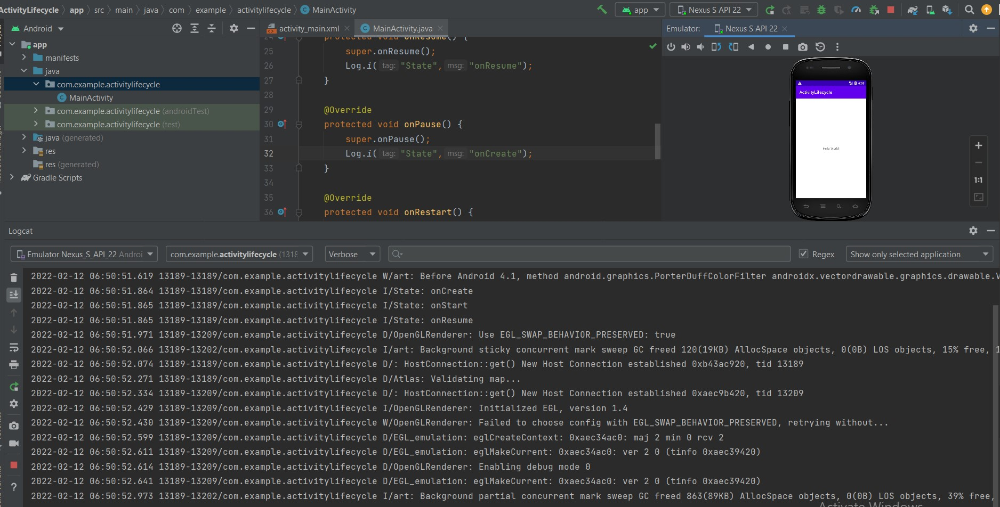 ActivityLifecycle app src main java com example activitylifecycle MainActivity app Nexus S API 22
Android
activity_main.xml MainActivity.java
Emulator: Nexus S API 22
app
manifests
java
com.example.activitylifecycle
MainActivity
com.example.activitylifecycle (androidTest)
com.example.activitylifecycle (test)
java (generated)
res
res (generated)
Gradle Scripts
24 protected void onResume() {
25 super.onResume();
26 Log.i( tag: "State", msg: "onResume");
27 }
28
29 @Override
30 protected void onPause() {
31 super.onPause();
32 Log.i( tag: "State", msg: "onCreate");
33 }
34
35 @Override
36 protected void onRestart() {
ActivityLifecycle
Hello World
1:1
Logcat
Emulator Nexus_S_API_22 Androi com.example.activitylifecycle (1318 Verbose Regex Show only selected application
2022-02-12 06:50:51.619 13189-13189/com.example.activitylifecycle W/art: Before Android 4.1, method android.graphics.PorterDuffColorFilter androidx.vectordrawable.graphics.drawable.V
2022-02-12 06:50:51.864 13189-13189/com.example.activitylifecycle I/State: onCreate
2022-02-12 06:50:51.865 13189-13189/com.example.activitylifecycle I/State: onStart
2022-02-12 06:50:51.865 13189-13189/com.example.activitylifecycle I/State: onResume
2022-02-12 06:50:51.971 13189-13209/com.example.activitylifecycle D/OpenGLRenderer: Use EGL_SWAP_BEHAVIOR_PRESERVED: true
2022-02-12 06:50:52.066 13189-13202/com.example.activitylifecycle I/art: Background sticky concurrent mark sweep GC freed 120(19KB) AllocSpace objects, 0(0B) LOS objects, 15% free, 1
2022-02-12 06:50:52.074 13189-13189/com.example.activitylifecycle D/: HostConnection::get() New Host Connection established 0xb43ac920, tid 13189
2022-02-12 06:50:52.271 13189-13189/com.example.activitylifecycle D/Atlas: Validating map...
2022-02-12 06:50:52.334 13189-13209/com.example.activitylifecycle D/: HostConnection::get() New Host Connection established 0xaec9b420, tid 13209
2022-02-12 06:50:52.429 13189-13209/com.example.activitylifecycle I/OpenGLRenderer: Initialized EGL, version 1.4
2022-02-12 06:50:52.430 13189-13209/com.example.activitylifecycle W/OpenGLRenderer: Failed to choose config with EGL_SWAP_BEHAVIOR_PRESERVED, retrying without...
2022-02-12 06:50:52.599 13189-13209/com.example.activitylifecycle D/EGL_emulation: eglCreateContext: 0xaec34ac0: maj 2 min 0 rcv 2
2022-02-12 06:50:52.611 13189-13209/com.example.activitylifecycle D/EGL_emulation: eglMakeCurrent: 0xaec34ac0: ver 2 0 (tinfo 0xaec39420)
2022-02-12 06:50:52.614 13189-13209/com.example.activitylifecycle D/OpenGLRenderer: Enabling debug mode 0
2022-02-12 06:50:52.641 13189-13209/com.example.activitylifecycle D/EGL_emulation: eglMakeCurrent: 0xaec34ac0: ver 2 0 (tinfo 0xaec39420)
2022-02-12 06:50:52.973 13189-13202/com.example.activitylifecycle I/art: Background partial concurrent mark sweep GC freed 863(89KB) AllocSpace objects, 0(0B) LOS objects, 39% free,
Activate Windows